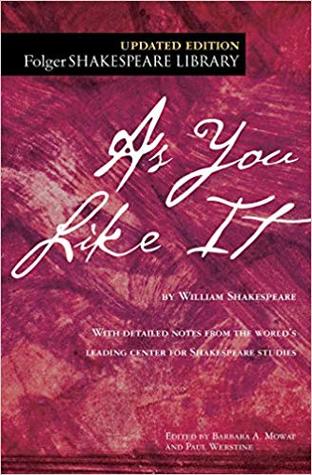 UPDATED EDITION
Folger SHAKESPEARE LIBRARY
As You
Like It
BY WILLIAM SHAKESPEARE
WITH DETAILED NOTES FROM THE WORLD'S
LEADING CENTER FOR SHAKESPEARE STUDIES
EDITED BY BARBARA A. MOWAT
AND PAUL WERSTINE